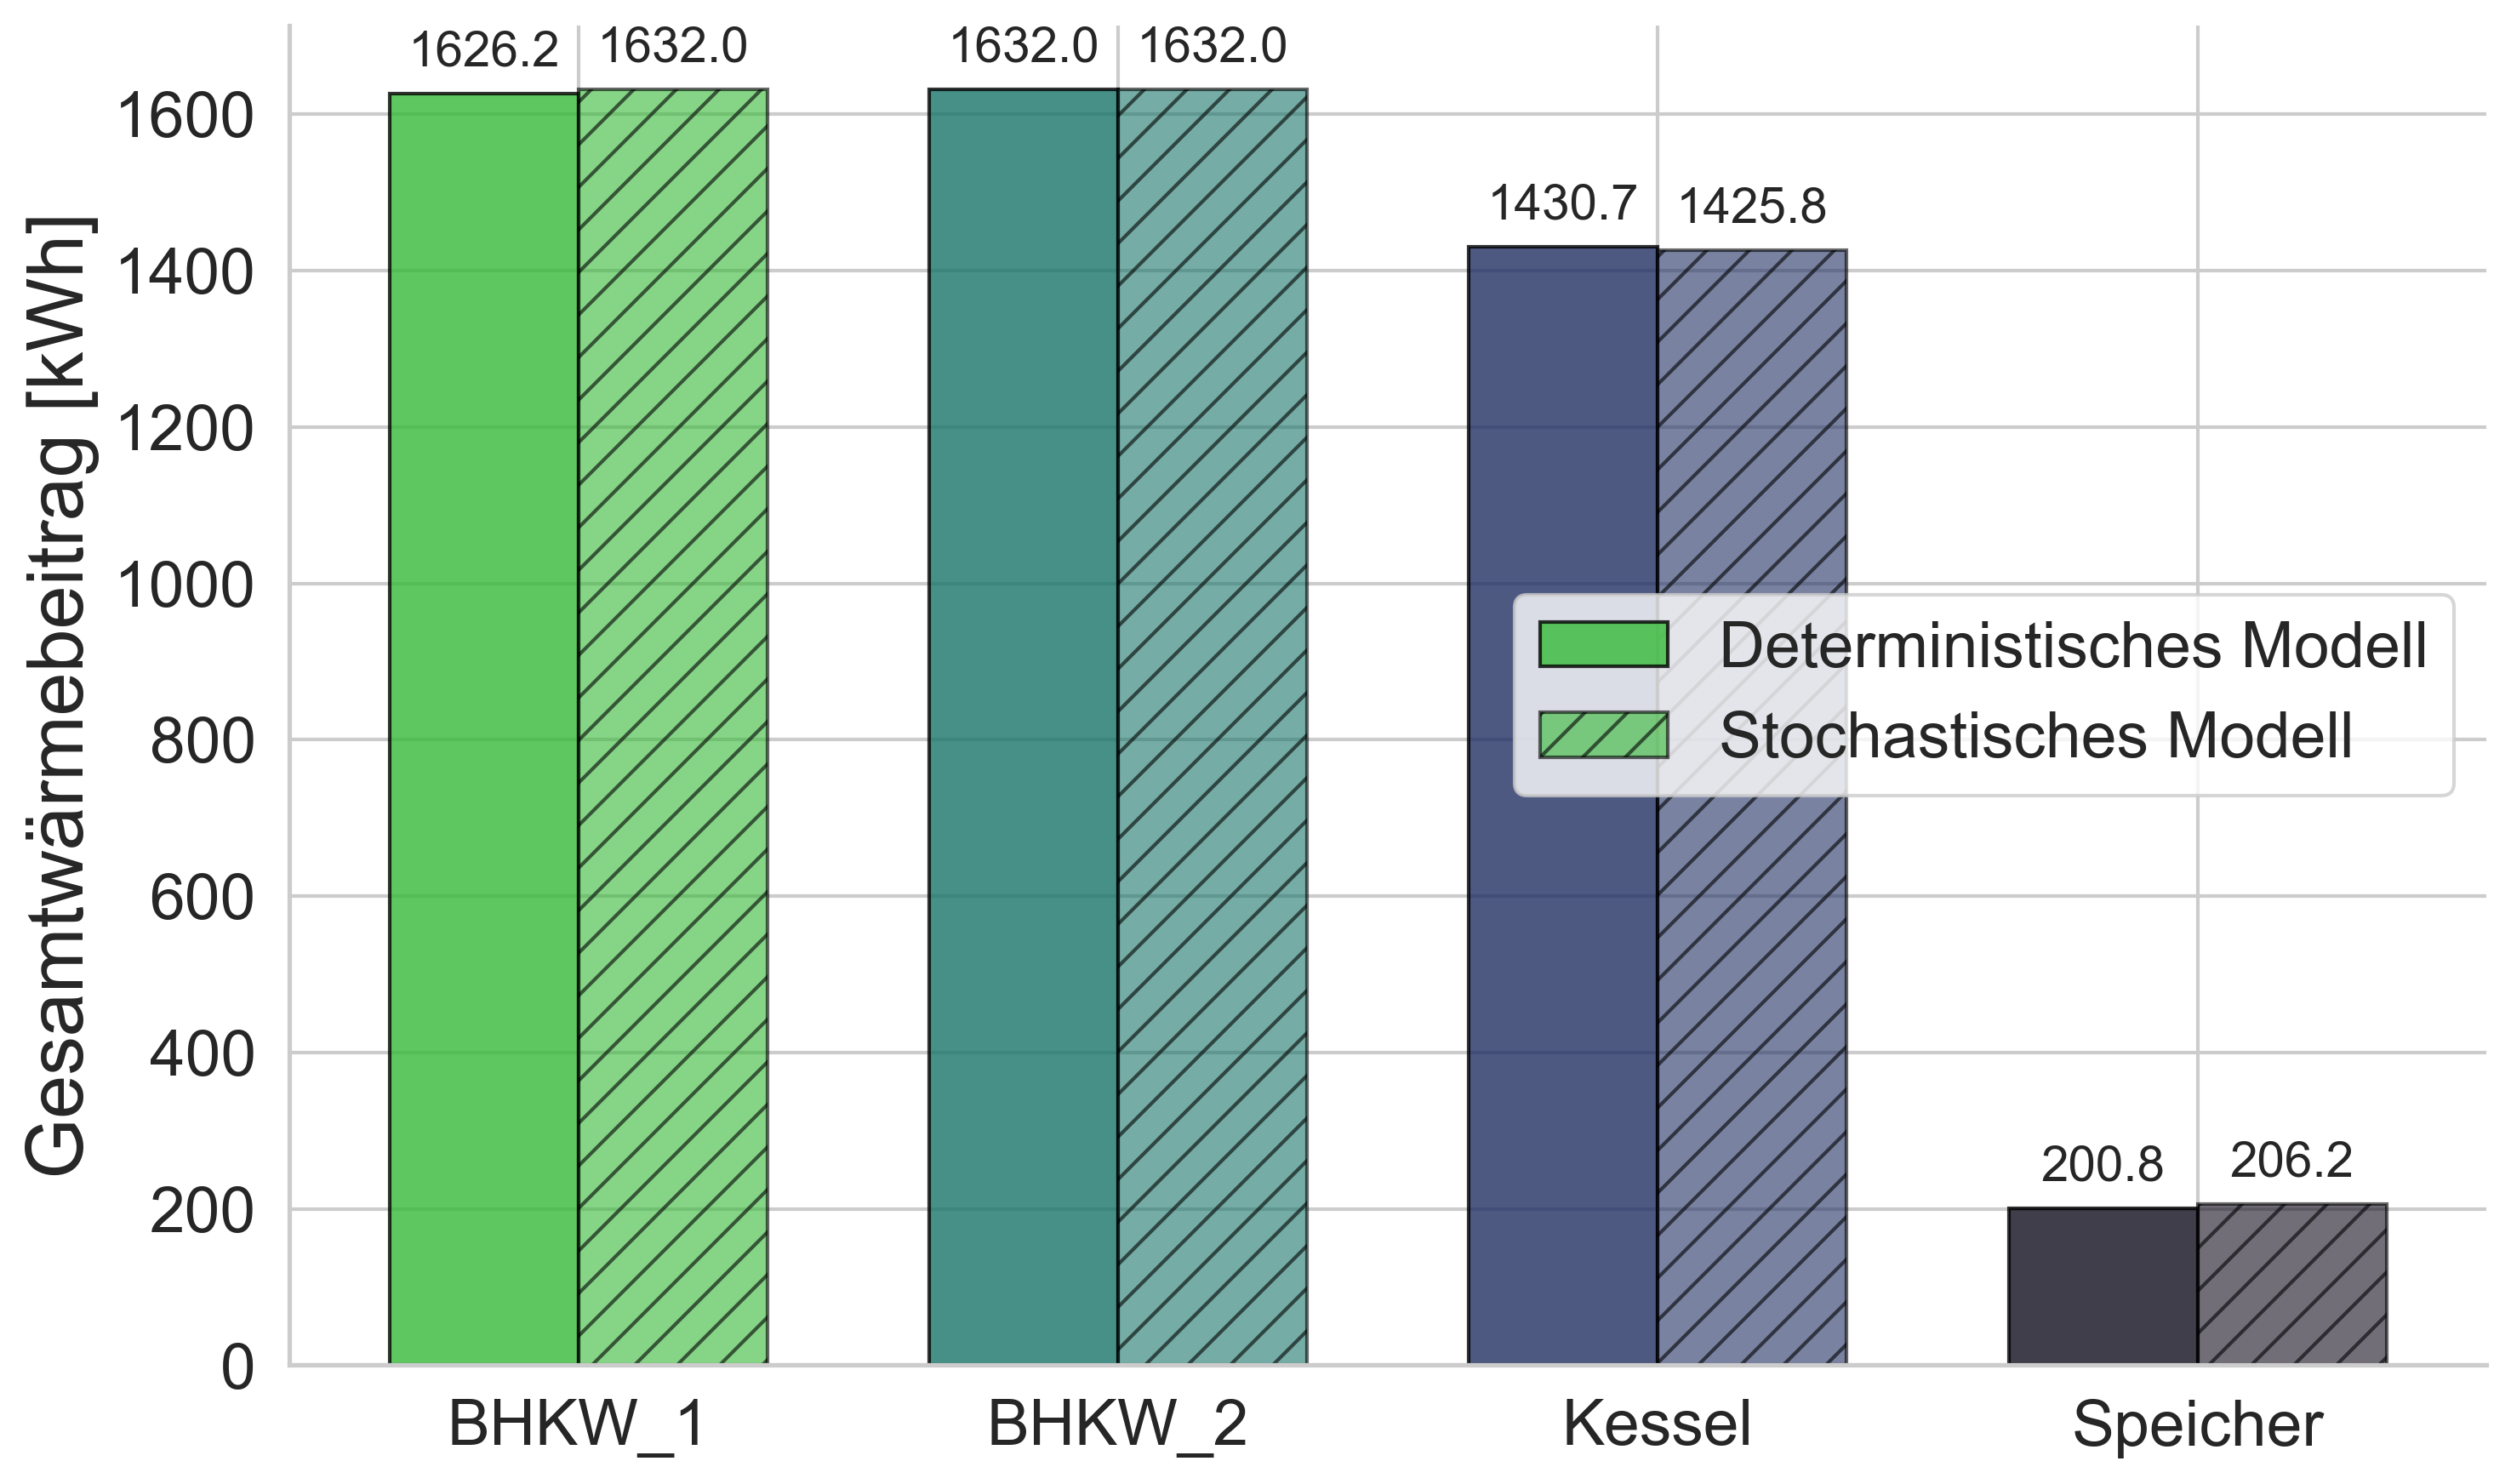 Gesamtwärmebeitrag [kWh]
1600
1400
1200
1000
800
600
400
200
0
1626.2
1632.0
1632.0
1632.0
1430.7
1425.8
200.8
206.2
Deterministisches Modell
Stochastisches Modell
BHKW_1
BHKW_2
Kessel
Speicher